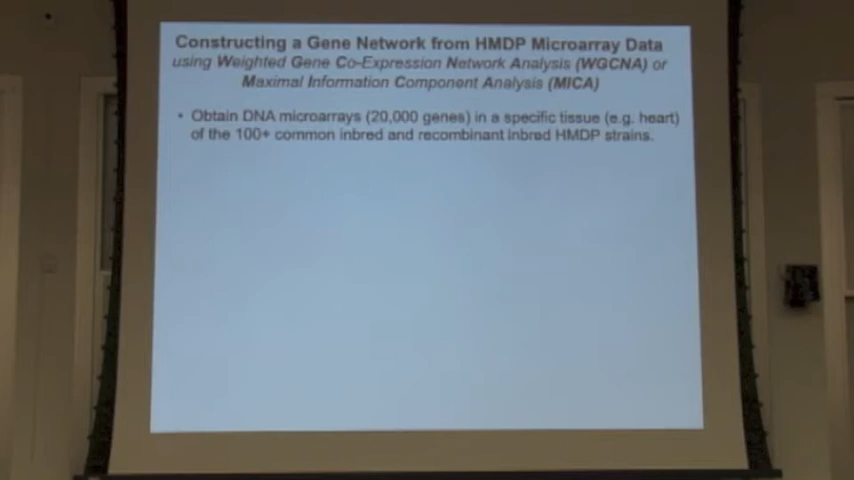 Constructing a Gene Network from HMDP Microarray Data
using Weighted Gene Co-Expression Network Analysis (WGCNA) or
Maximal Information Component Analysis (MICA)
• Obtain DNA microarrays (20,000 genes) in a specific tissue (e.g. heart)
of the 100+ common inbred and recombinant inbred HMDP strains.